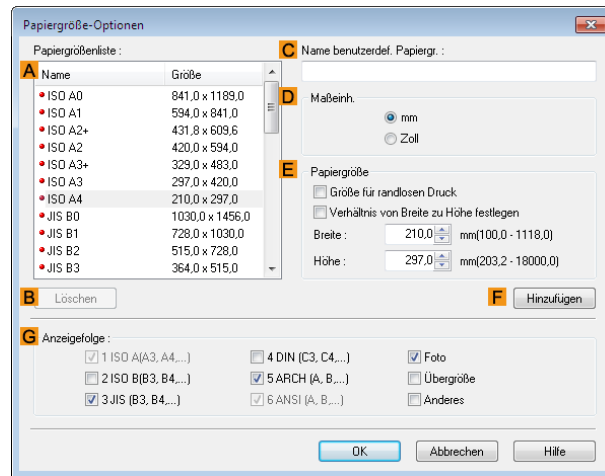 Papiergröße-Optionen
Papiergrößenliste :
A
Name Größe
ISO A0 841,0 x 1189,0
ISO A1 594,0 x 841,0
ISO A2+ 431,8 x 609,6
ISO A2 420,0 x 594,0
ISO A3+ 329,0 x 483,0
ISO A3 297,0 x 420,0
ISO A4 210,0 x 297,0
JIS B0 1030,0 x 1456,0
JIS B1 728,0 x 1030,0
JIS B2 515,0 x 728,0
JIS B3 364,0 x 515,0
B Löschen
C Name benutzerdef. Papiergr. :
D Maßeinh.
mm
Zoll
E Papiergröße
Größe für randlosen Druck
Verhältnis von Breite zu Höhe festlegen
Breite : 210,0 mm(100,0 - 1118,0)
Höhe : 297,0 mm(203,2 - 18000,0)
F Hinzufügen
G Anzeigefolge :
1 ISO A(A3, A4,...) 4 DIN (C3, C4,...) Foto
2 ISO B(B3, B4,...) 5 ARCH (A, B,...) Übergröße
3 JIS (B3, B4,...) 6 ANSI (A, B,...) Anderes
OK Abbrechen Hilfe